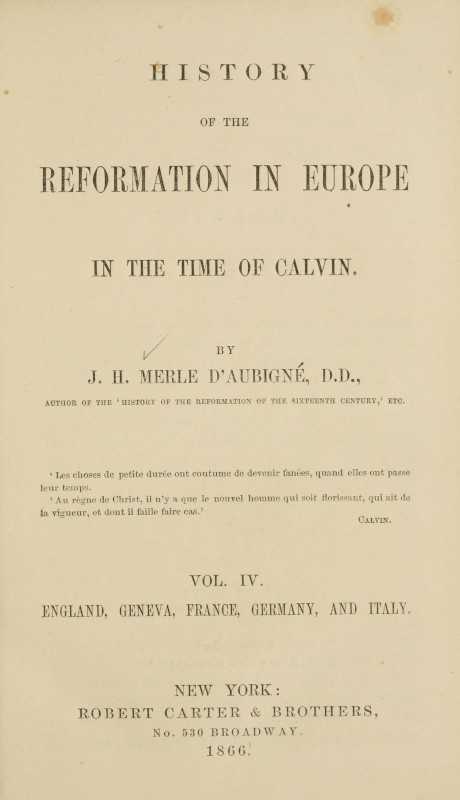 HISTORY
OF THE
REFORMATION IN EUROPE
IN THE TIME OF CALVIN.
BY
J. H. MERLE D'AUBIGNÉ, D.D.,
AUTHOR OF THE 'HISTORY OF THE REFORMATION OF THE SIXTEENTH CENTURY,' ETC.
'Les choses de petite durée ont coutume de devenir fanées, quand elles ont passe
leur temps.
'Au règne de Christ, il n'y a que le nouvel homme qui soit florissant, qui ait de
la vigueur, et dont il faille faire cas.'
CALVIN.
VOL. IV.
ENGLAND, GENEVA, FRANCE, GERMANY, AND ITALY.
NEW YORK:
ROBERT CARTER & BROTHERS,
No. 530 BROADWAY.
1866.